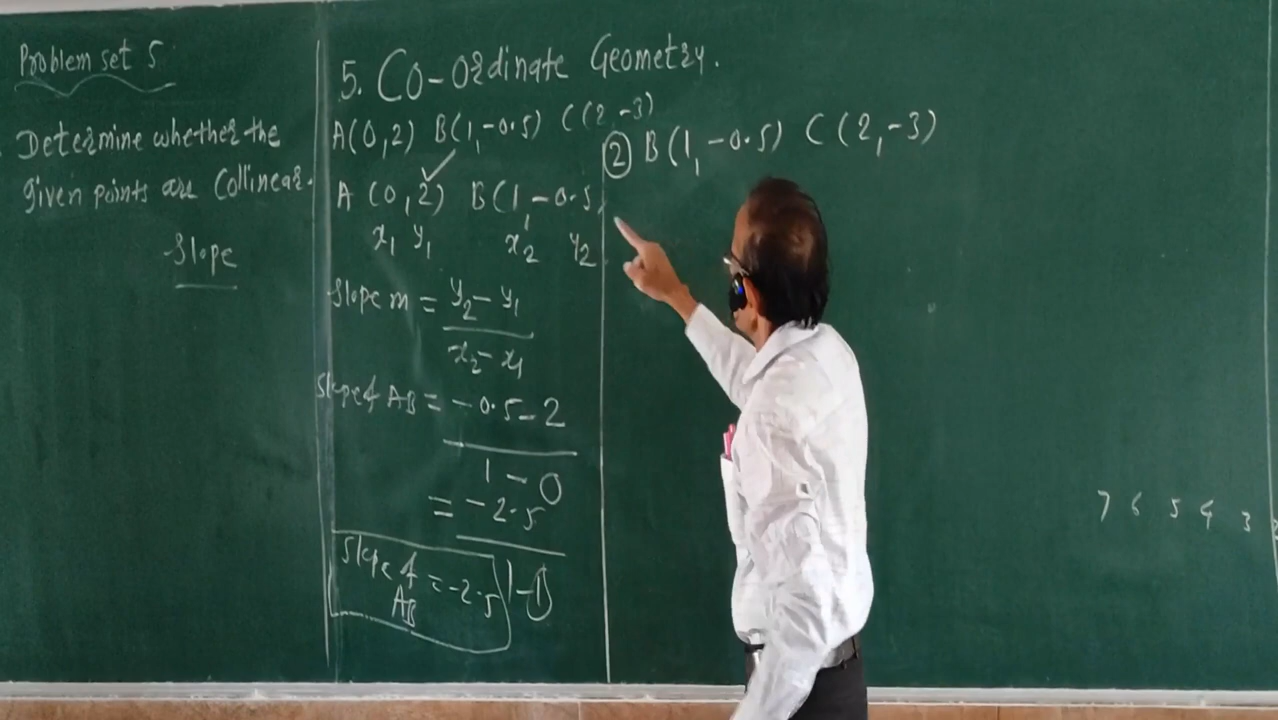 Problem set 5
Determine whether the
given points are Collinear.
Slope
5. Co-Ordinate Geometry.
A(0,2) B(1,-0.5) C(2,-3)
A (0,2) B(1,-0.5)
x₁ y₁ x₂ y₂
Slope m = y₂ - y₁
x₂ - x₁
Slope of AB = -0.5-2
1 - 0
= -2.5
1
Slope of AB = -2.5 -①
② B(1,-0.5) C(2,-3)
7 6 5 4 3